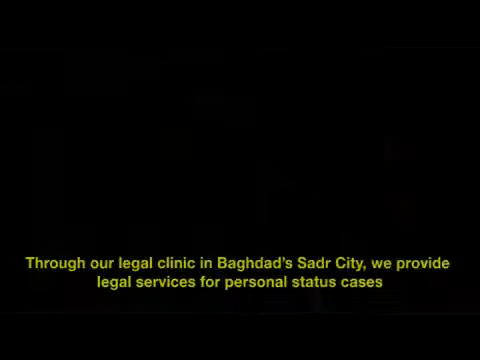 Through our legal clinic in Baghdad's Sadr City, we provide
legal services for personal status cases